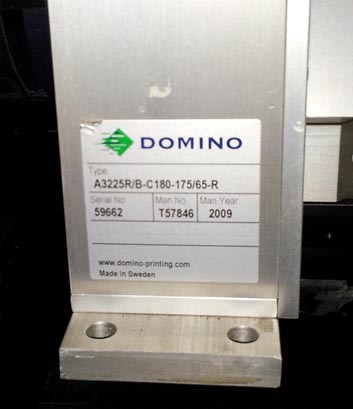 DOMINO
Type
A3225R/B-C180-175/65-R
Serial No Man No Man Year
59662 T57846 2009
www.domino-printing.com
Made in Sweden